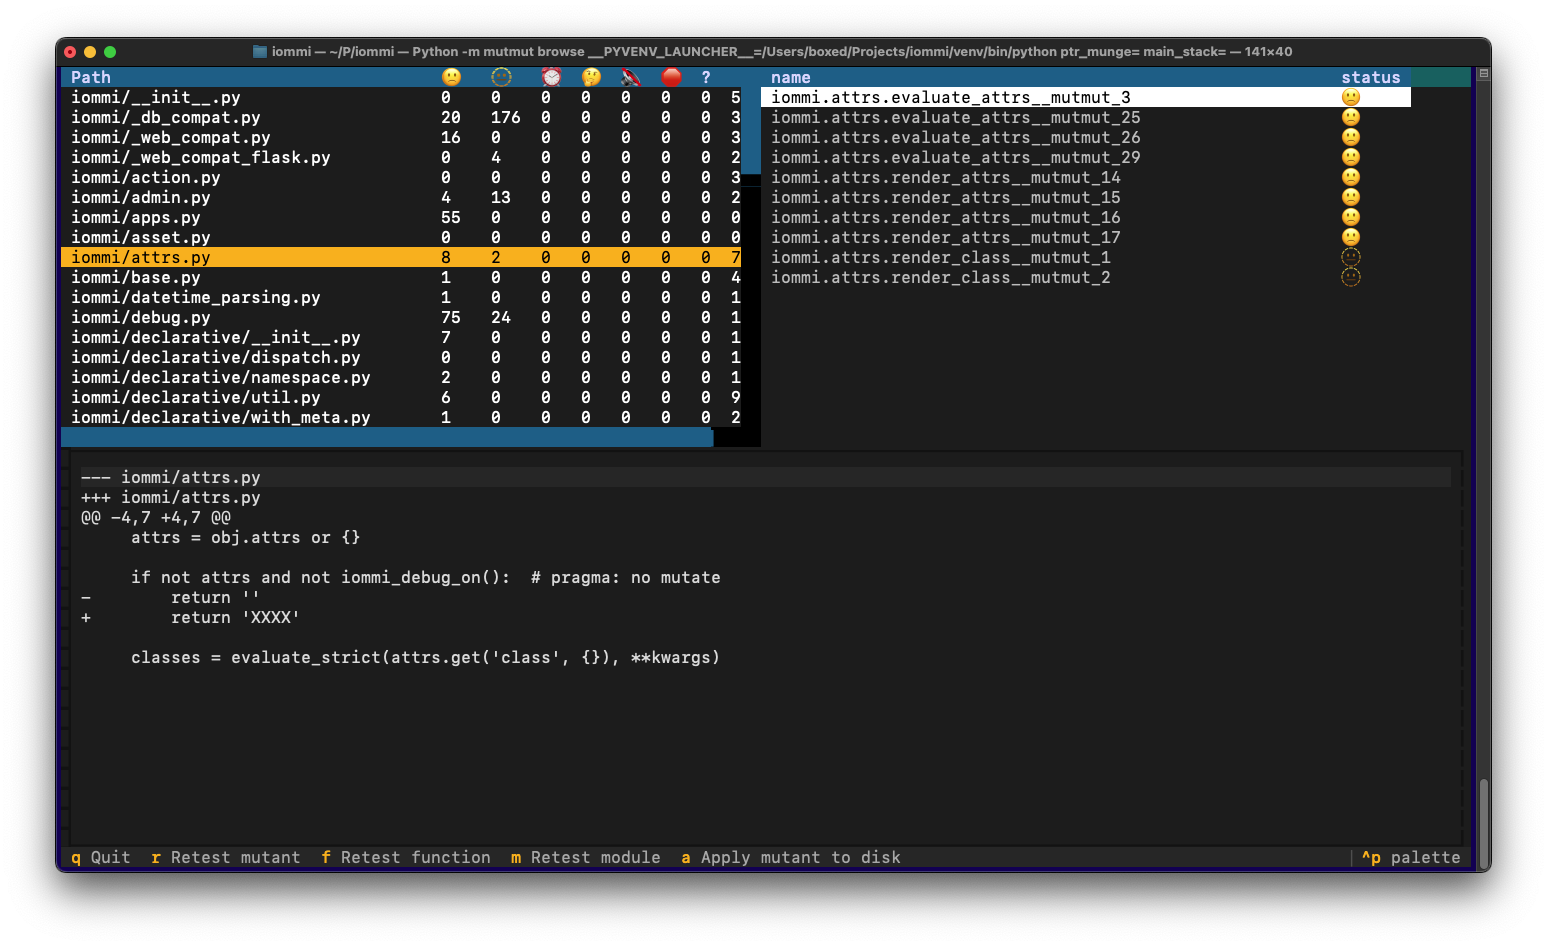 iommi — ~/P/iommi — Python -m mutmut browse __PYVENV_LAUNCHER__=/Users/boxed/Projects/iommi/venv/bin/python ptr_munge= main_stack= — 141×40
Path 🙁 🫥 ⏰ 🤔 🔇 🛑 ?
iommi/__init__.py 0 0 0 0 0 0 0 5
iommi/_db_compat.py 20 176 0 0 0 0 0 3
iommi/_web_compat.py 16 0 0 0 0 0 0 3
iommi/_web_compat_flask.py 0 4 0 0 0 0 0 2
iommi/action.py 0 0 0 0 0 0 0 3
iommi/admin.py 4 13 0 0 0 0 0 2
iommi/apps.py 55 0 0 0 0 0 0 0
iommi/asset.py 0 0 0 0 0 0 0 0
iommi/attrs.py 8 2 0 0 0 0 0 7
iommi/base.py 1 0 0 0 0 0 0 4
iommi/datetime_parsing.py 1 0 0 0 0 0 0 1
iommi/debug.py 75 24 0 0 0 0 0 1
iommi/declarative/__init__.py 7 0 0 0 0 0 0 1
iommi/declarative/dispatch.py 0 0 0 0 0 0 0 1
iommi/declarative/namespace.py 2 0 0 0 0 0 0 1
iommi/declarative/util.py 6 0 0 0 0 0 0 9
iommi/declarative/with_meta.py 1 0 0 0 0 0 0 2
name status
iommi.attrs.evaluate_attrs__mutmut_3 🙁
iommi.attrs.evaluate_attrs__mutmut_25 🙁
iommi.attrs.evaluate_attrs__mutmut_26 🙁
iommi.attrs.evaluate_attrs__mutmut_29 🙁
iommi.attrs.render_attrs__mutmut_14 🙁
iommi.attrs.render_attrs__mutmut_15 🙁
iommi.attrs.render_attrs__mutmut_16 🙁
iommi.attrs.render_attrs__mutmut_17 🙁
iommi.attrs.render_class__mutmut_1 🫥
iommi.attrs.render_class__mutmut_2 🫥
--- iommi/attrs.py
+++ iommi/attrs.py
@@ -4,7 +4,7 @@
     attrs = obj.attrs or {}
     if not attrs and not iommi_debug_on():  # pragma: no mutate
-        return ''
+        return 'XXXX'
     classes = evaluate_strict(attrs.get('class', {}), **kwargs)
q Quit r Retest mutant f Retest function m Retest module a Apply mutant to disk ^p palette